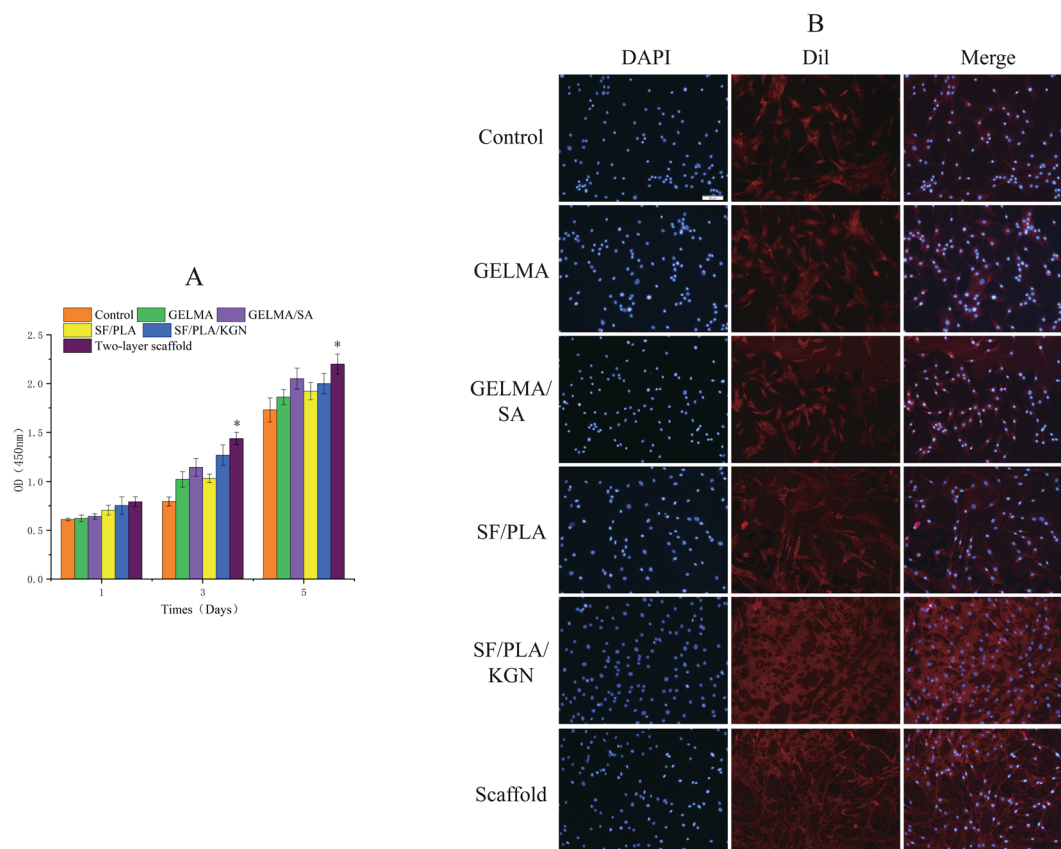 A
Control GELMA GELMA/SA
SF/PLA SF/PLA/KGN
Two-layer scaffold
2.5
2.0
1.5
1.0
0.5
0.0
OD (450nm)
* *
1 3 5
Times (Days)
B
DAPI Dil Merge
Control
GELMA
GELMA/
SA
SF/PLA
SF/PLA/
KGN
Scaffold